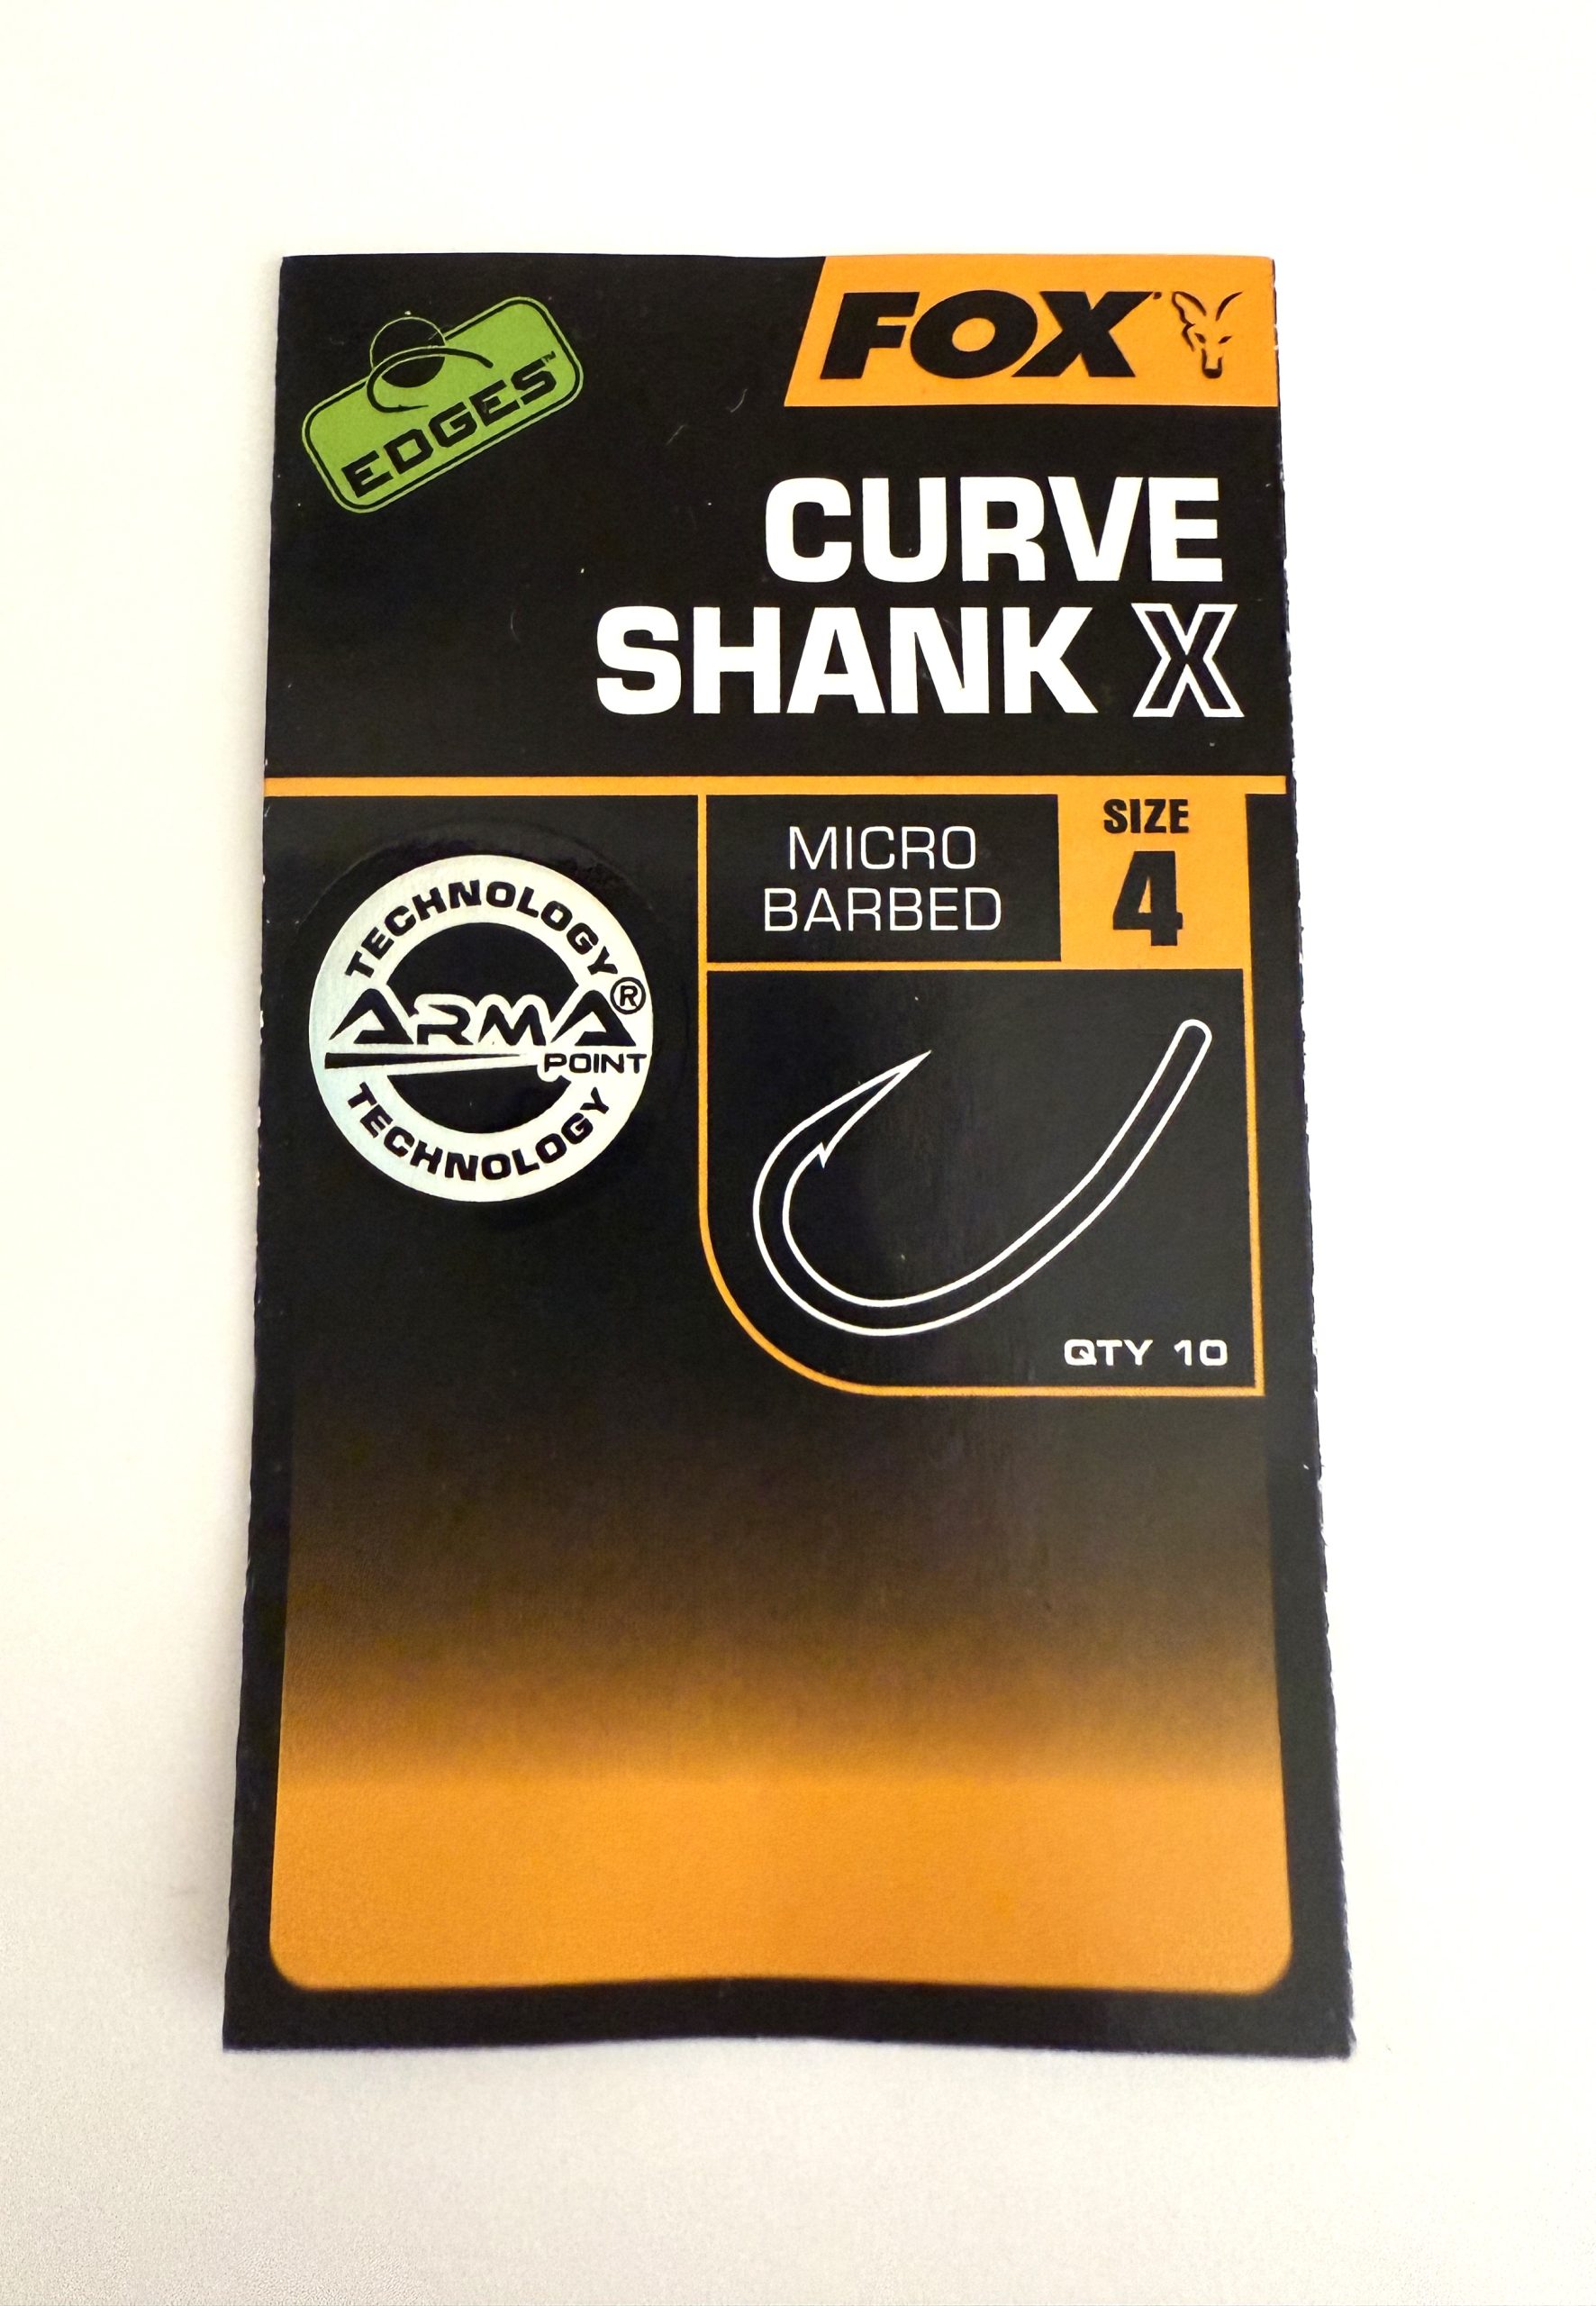 EDGES™
FOX®
CURVE
SHANK X
MICRO
BARBED
SIZE
4
TECHNOLOGY
ARMA®
POINT
TECHNOLOGY
QTY 10